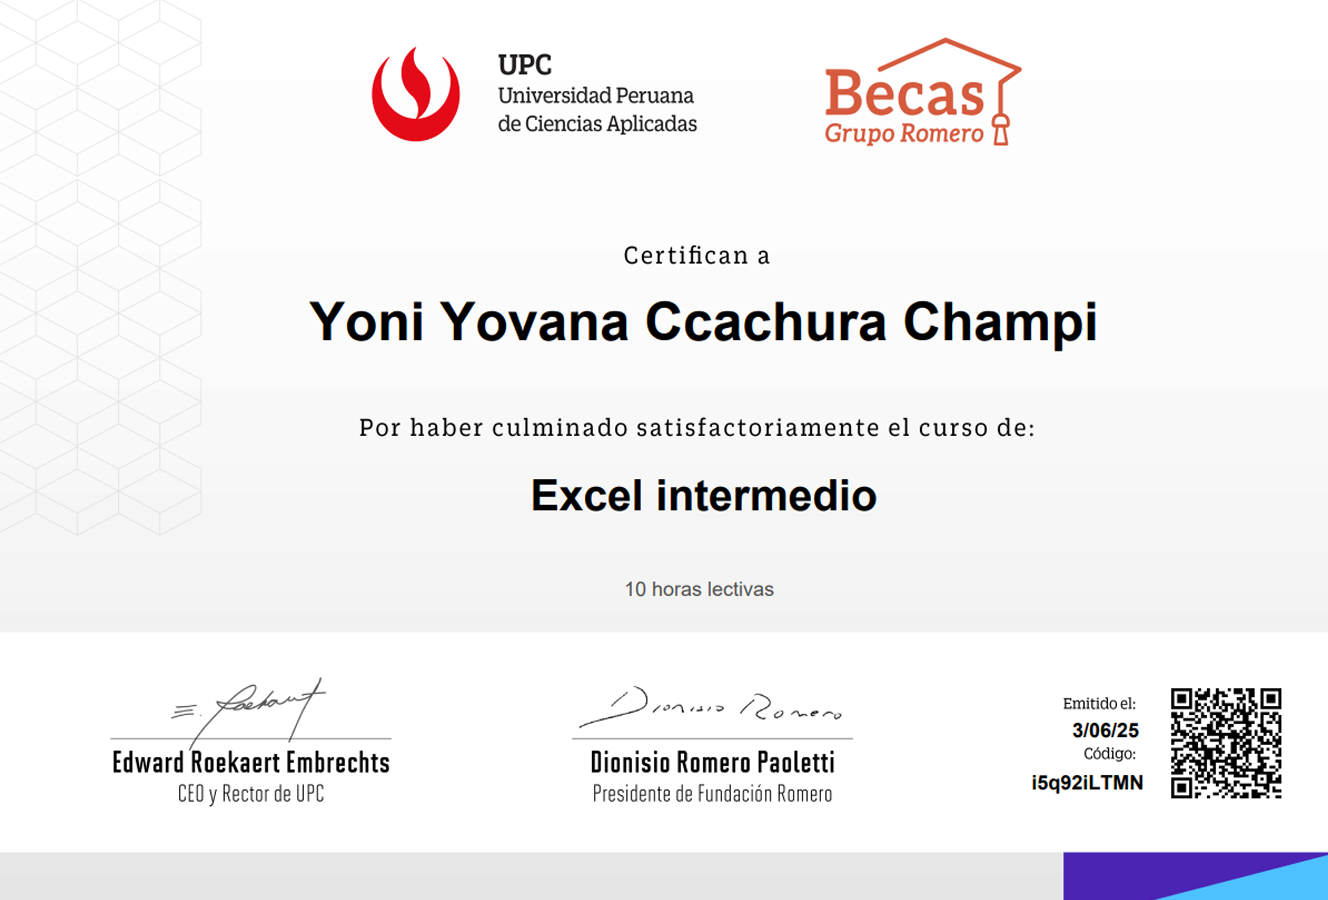 UPC
Universidad Peruana
de Ciencias Aplicadas
Becas
Grupo Romero
Certifican a
Yoni Yovana Ccachura Champi
Por haber culminado satisfactoriamente el curso de:
Excel intermedio
10 horas lectivas
E. Roekaert
Edward Roekaert Embrechts
CEO y Rector de UPC
Dionisio Romero
Dionisio Romero Paoletti
Presidente de Fundación Romero
Emitido el:
3/06/25
Código:
i5q92iLTMN